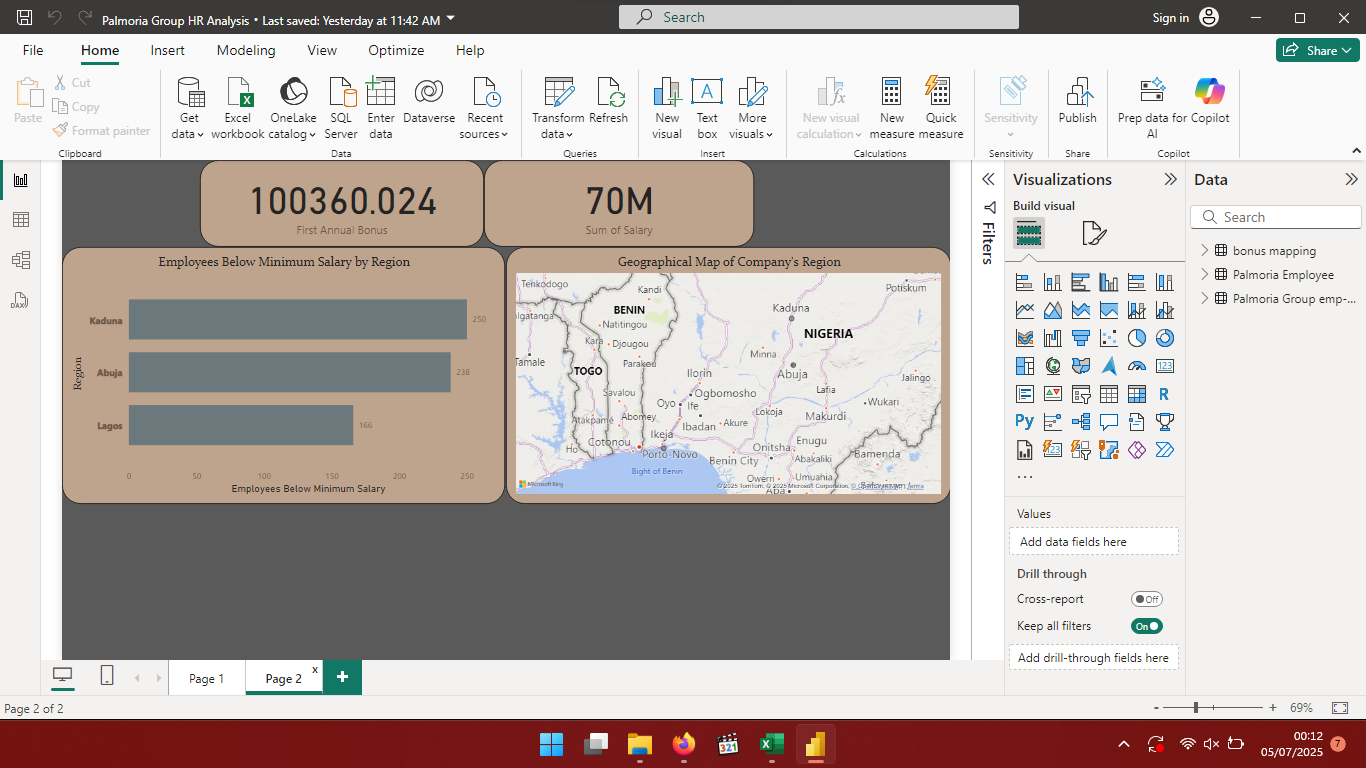 Palmoria Group HR Analysis • Last saved: Yesterday at 11:42 AM
Search
Sign in
File Home Insert Modeling View Optimize Help
Share
Paste
Cut
Copy
Format painter
Clipboard
Get data
Excel workbook
OneLake catalog
SQL Server
Enter data
Dataverse
Recent sources
Data
Transform data
Refresh
Queries
New visual
Text box
More visuals
Insert
New visual calculation
New measure
Quick measure
Calculations
Sensitivity
Sensitivity
Publish
Share
Prep data for AI
Copilot
Copilot
100360.024
First Annual Bonus
70M
Sum of Salary
Employees Below Minimum Salary by Region
Region
Kaduna
250
Abuja
238
Lagos
166
0 50 100 150 200 250
Employees Below Minimum Salary
Geographical Map of Company's Region
Tenkodogo
Kandi
Potiskum
lgatanga
BENIN
Kaduna
Natitingou
NIGERIA
Kara
Djougou
Minna
Tamale
Parakou
TOGO
Ilorin
Abuja
Jalingo
Savalou
Ogbomosho
Lafia
Oyo
Ife
Wukari
Atakpamé
Abomey
Ibadan
Akure
Lokoja
Makurdi
Ikeja
Enugu
Cotonou
Onitsha
Ho
Porto-Novo
Benin City
Abakaliki
Bamenda
Bight of Benin
Owerri
Umuahia
Aba
Bafoussam
Microsoft Bing
© 2025 TomTom, © 2025 Microsoft Corporation, © OpenStreetMap Terms
Filters
Visualizations
Build visual
R
Py
123
...
Values
Add data fields here
Drill through
Cross-report
Off
Keep all filters
On
Add drill-through fields here
Data
Search
bonus mapping
Palmoria Employee
Palmoria Group emp-...
DAX
Page 1
Page 2
x
+
Page 2 of 2
- + 69%
321
00:12
05/07/2025
7